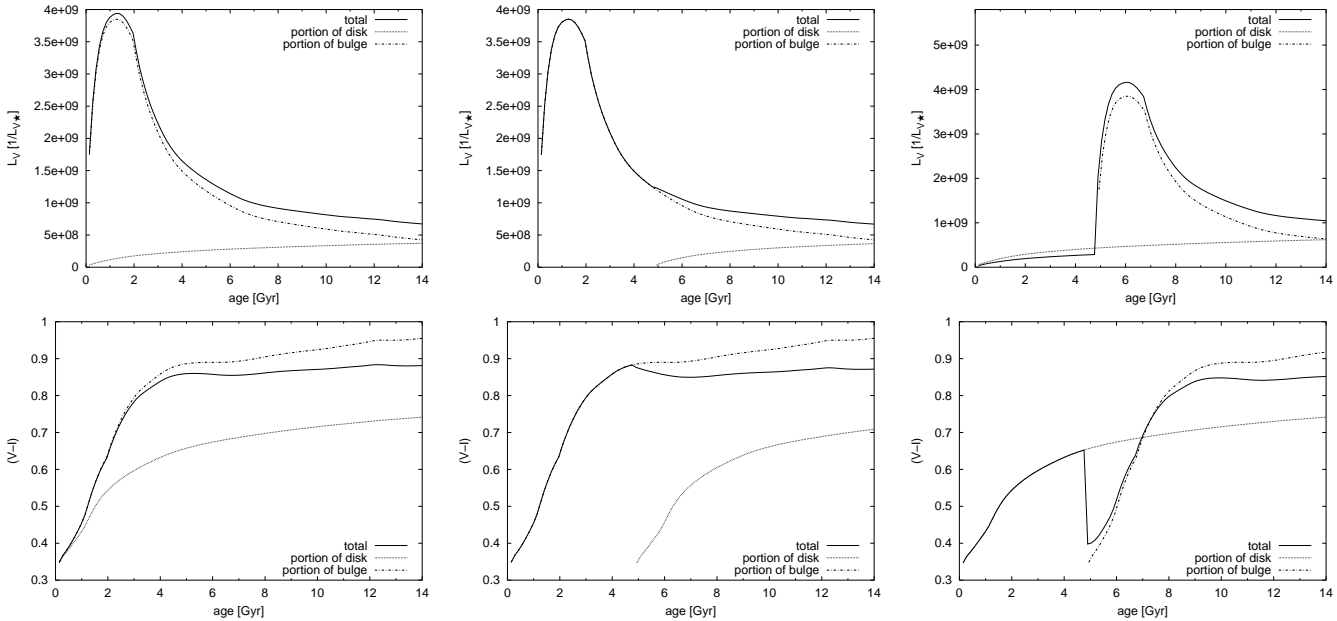 4e+09
3.5e+09
3e+09
2.5e+09
2e+09
1.5e+09
1e+09
5e+08
0
L_V [1/L_V★]
0 2 4 6 8 10 12 14
age [Gyr]
total
portion of disk
portion of bulge
4e+09
3.5e+09
3e+09
2.5e+09
2e+09
1.5e+09
1e+09
5e+08
0
L_V [1/L_V★]
0 2 4 6 8 10 12 14
age [Gyr]
total
portion of disk
portion of bulge
5e+09
4e+09
3e+09
2e+09
1e+09
0
L_V [1/L_V★]
0 2 4 6 8 10 12 14
age [Gyr]
total
portion of disk
portion of bulge
1
0.9
0.8
0.7
0.6
0.5
0.4
0.3
(V−I)
0 2 4 6 8 10 12 14
age [Gyr]
total
portion of disk
portion of bulge
1
0.9
0.8
0.7
0.6
0.5
0.4
0.3
(V−I)
0 2 4 6 8 10 12 14
age [Gyr]
total
portion of disk
portion of bulge
1
0.9
0.8
0.7
0.6
0.5
0.4
0.3
(V−I)
0 2 4 6 8 10 12 14
age [Gyr]
total
portion of disk
portion of bulge